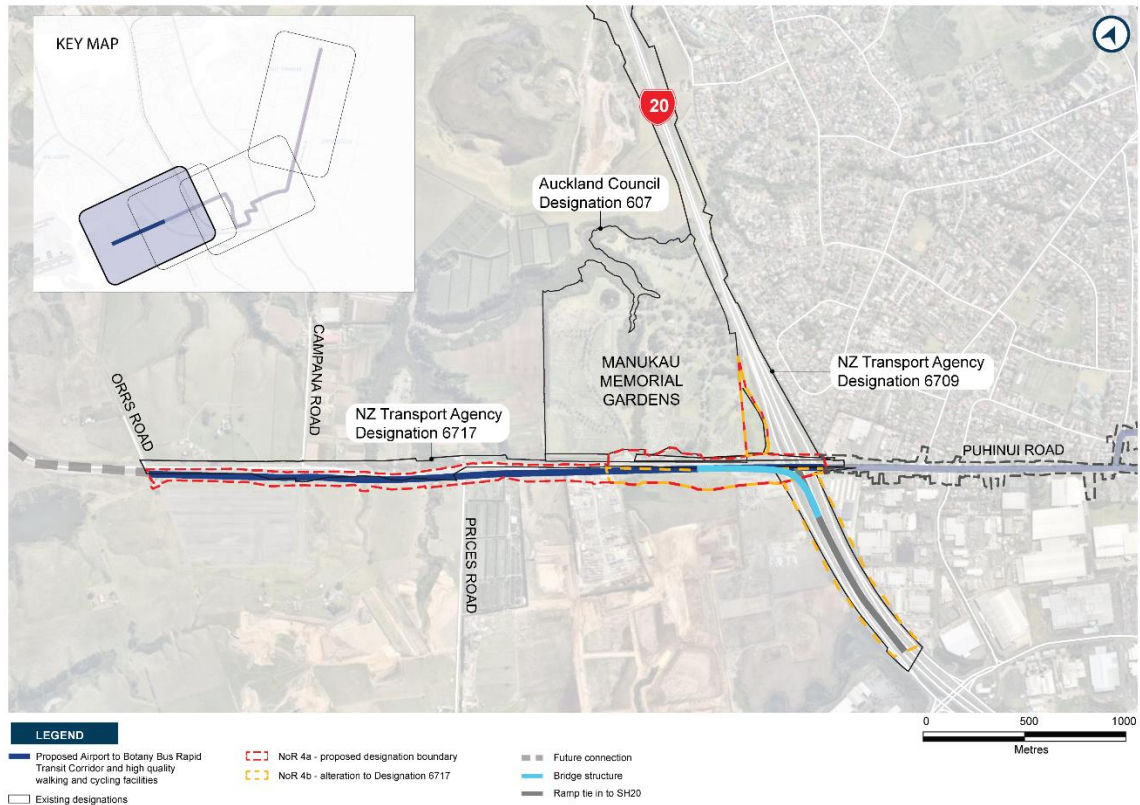 KEY MAP
20
Auckland Council
Designation 607
CAMPANA ROAD
MANUKAU
MEMORIAL
GARDENS
NZ Transport Agency
Designation 6709
ORRS ROAD
NZ Transport Agency
Designation 6717
PUHINUI ROAD
PRICES ROAD
LEGEND
Proposed Airport to Botany Bus Rapid
Transit Corridor and high quality
walking and cycling facilities
Existing designations
NoR 4a - proposed designation boundary
NoR 4b - alteration to Designation 6717
Future connection
Bridge structure
Ramp tie in to SH20
0 500 1000
Metres